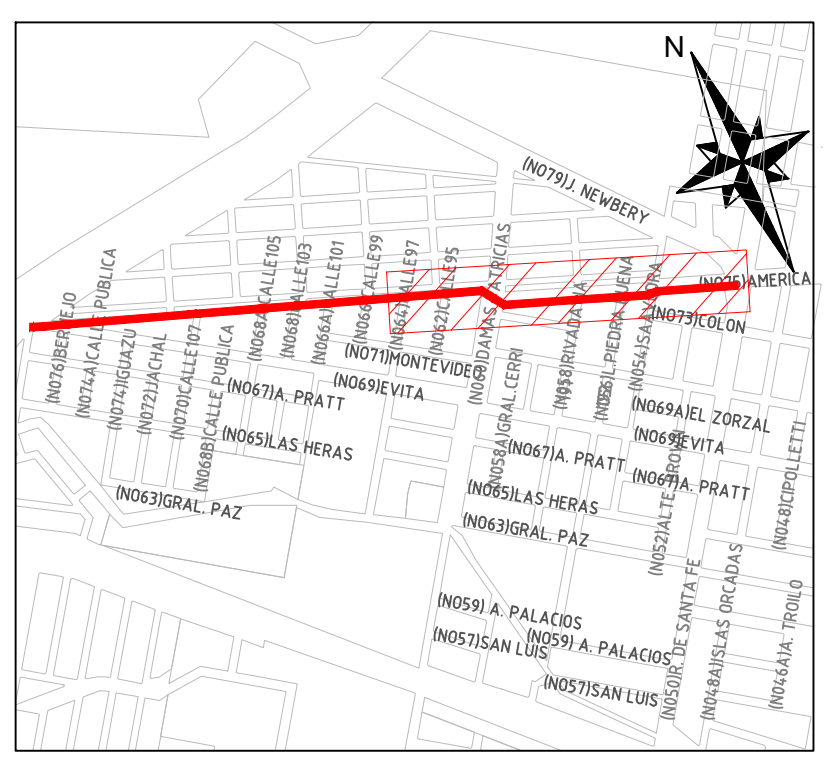 N
(N079)J. NEWBERY
(N075)AMERICA
(N073)COLON
(N076)BERMEJO
(N074A)CALLE PUBLICA
(N074)IGUAZU
(N072)JACHAL
(N070)CALLE107
(N068B)CALLE PUBLICA
(N068A)CALLE105
(N068)CALLE103
(N066A)CALLE101
(N066)CALLE99
(N064)CALLE97
(N062)CALLE95
(N060)DAMAS PATRICIAS
(N058A)GRAL.CERRI
(N058)RIVADAVIA
(N056)L.PIEDRA BUENA
(N054)SAAVEDRA
(N071)MONTEVIDEO
(N069)EVITA
(N067)A. PRATT
(N065)LAS HERAS
(N063)GRAL. PAZ
(N069A)EL ZORZAL
(N069)EVITA
(N067)A. PRATT
(N067)A. PRATT
(N065)LAS HERAS
(N063)GRAL. PAZ
(N052)ALTE. BROWN
(N048)CIPOLLETTI
(N059) A. PALACIOS
(N057)SAN LUIS
(N059) A. PALACIOS
(N057)SAN LUIS
(N050)R. DE SANTA FE
(N048A)ISLAS ORCADAS
(N046A)A. TROILO